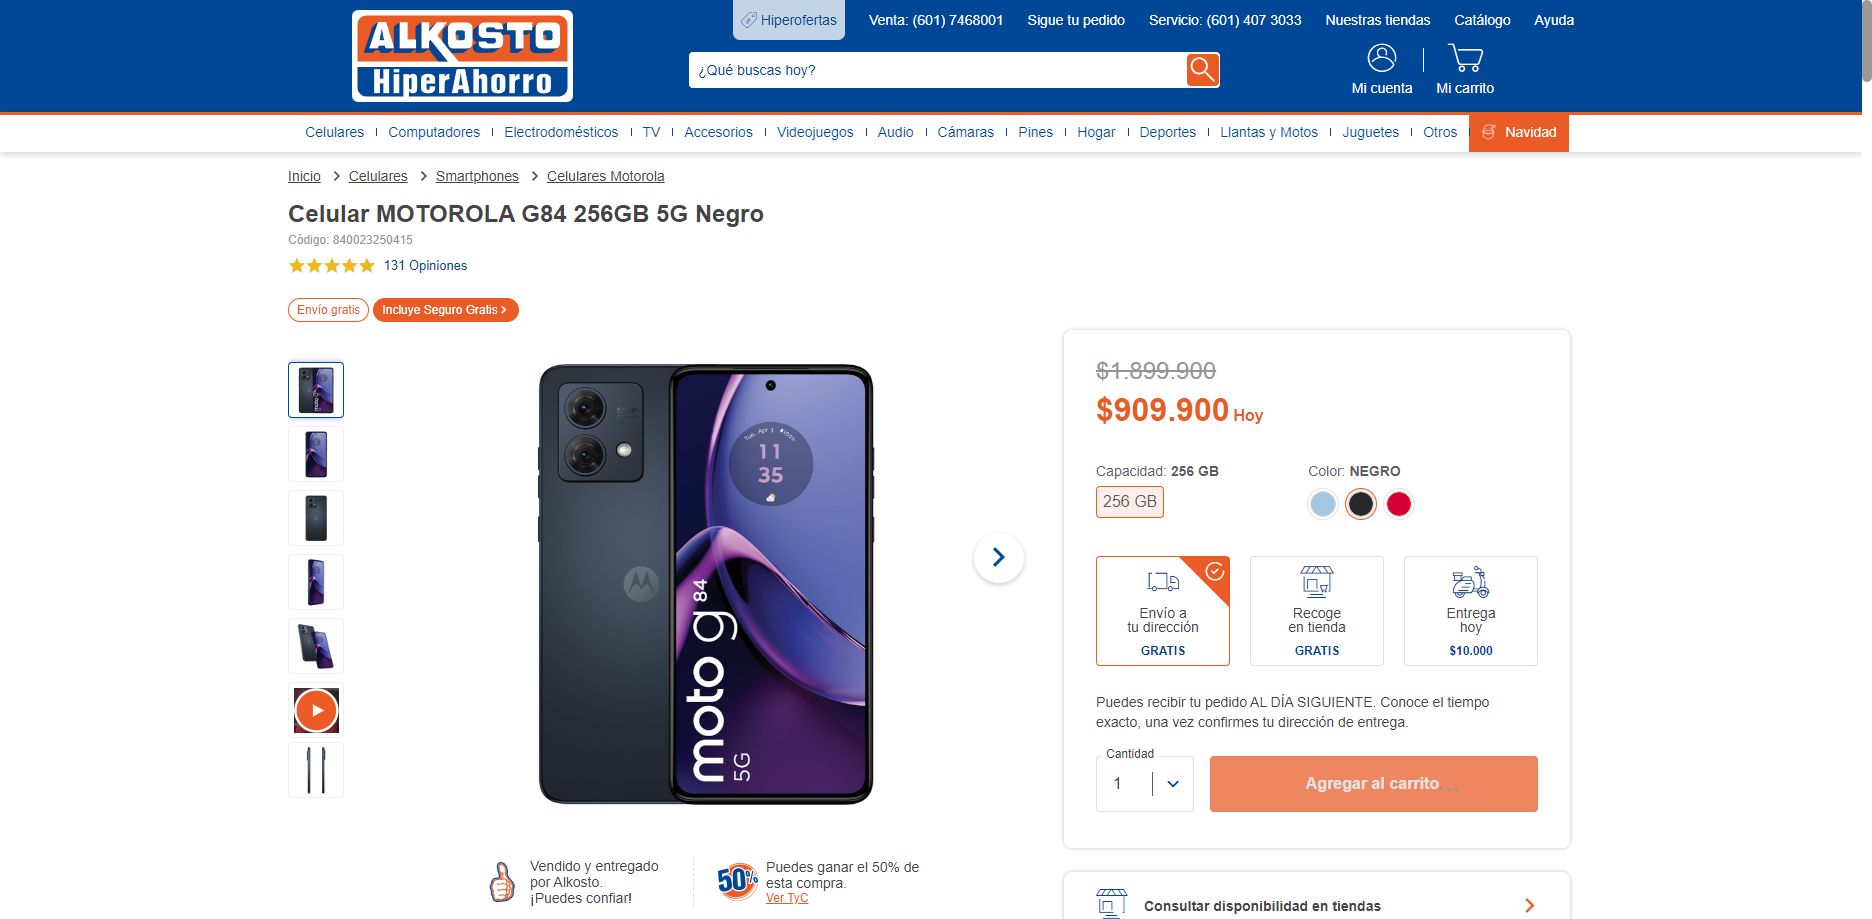 ALKOSTO
HiperAhorro
Hiperofertas
Venta: (601) 7468001
Sigue tu pedido
Servicio: (601) 407 3033
Nuestras tiendas
Catálogo
Ayuda
¿Qué buscas hoy?
Mi cuenta
Mi carrito
Celulares
Computadores
Electrodomésticos
TV
Accesorios
Videojuegos
Audio
Cámaras
Pines
Hogar
Deportes
Llantas y Motos
Juguetes
Otros
Navidad
Inicio > Celulares > Smartphones > Celulares Motorola
Celular MOTOROLA G84 256GB 5G Negro
Código: 840023250415
131 Opiniones
Envío gratis
Incluye Seguro Gratis >
Tue, Apr 3 100%
11
35
moto g84
5G
$1.899.900
$909.900 Hoy
Capacidad: 256 GB
256 GB
Color: NEGRO
Envío a
tu dirección
GRATIS
Recoge
en tienda
GRATIS
Entrega
hoy
$10.000
Puedes recibir tu pedido AL DÍA SIGUIENTE. Conoce el tiempo
exacto, una vez confirmes tu dirección de entrega.
Cantidad
1
Agregar al carrito...
Vendido y entregado
por Alkosto.
¡Puedes confiar!
50%
Puedes ganar el 50% de
esta compra.
Ver TyC
Consultar disponibilidad en tiendas